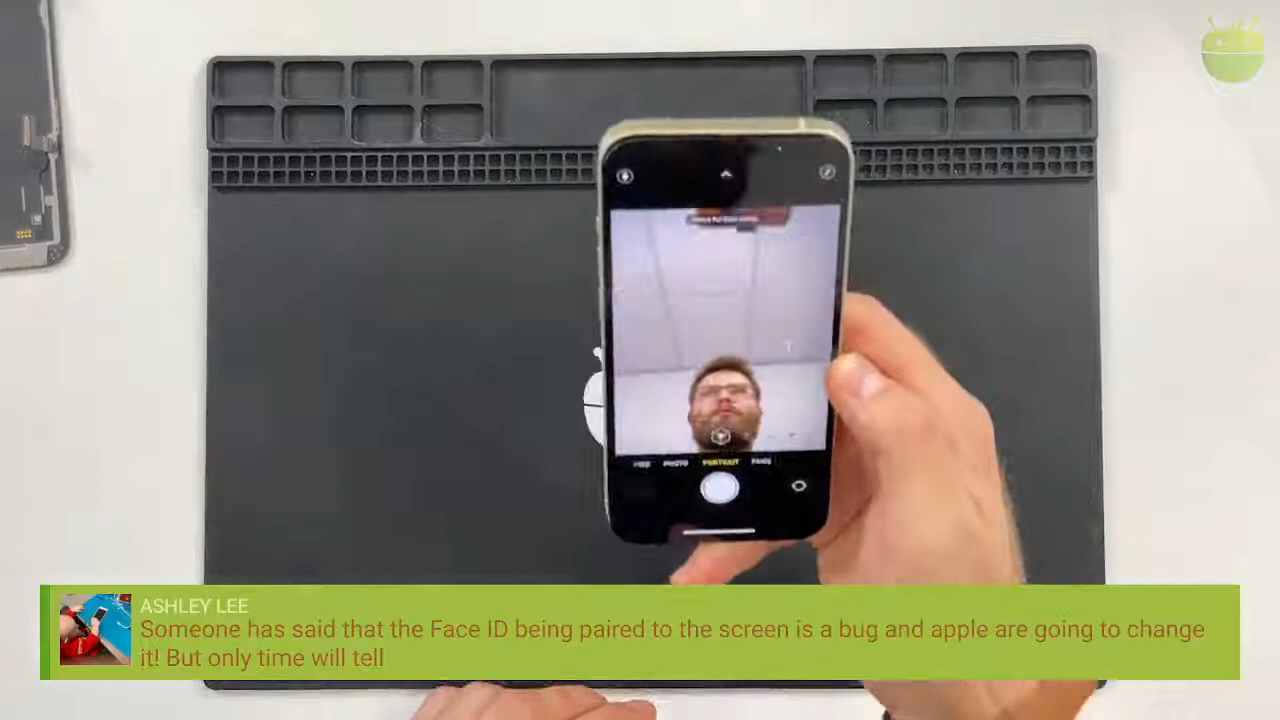 PHOTO PORTRAIT PANO
ASHLEY LEE
Someone has said that the Face ID being paired to the screen is a bug and apple are going to change
it! But only time will tell